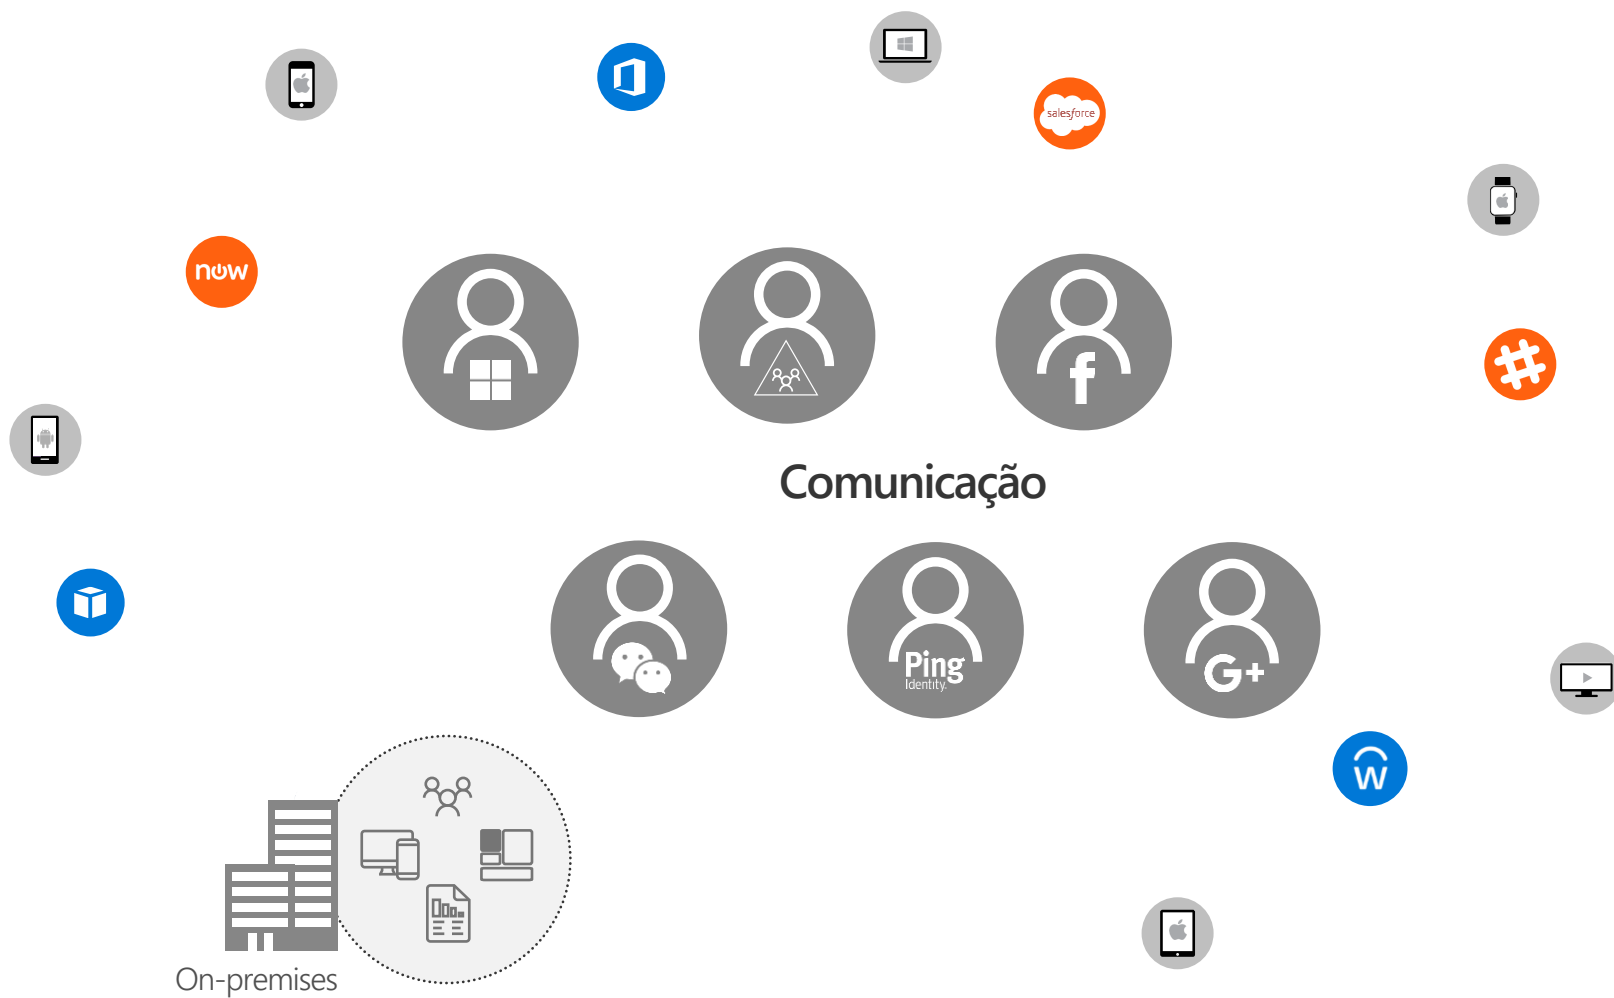 salesforce
now
f
Comunicação
Ping
Identity.
G+
W
On-premises